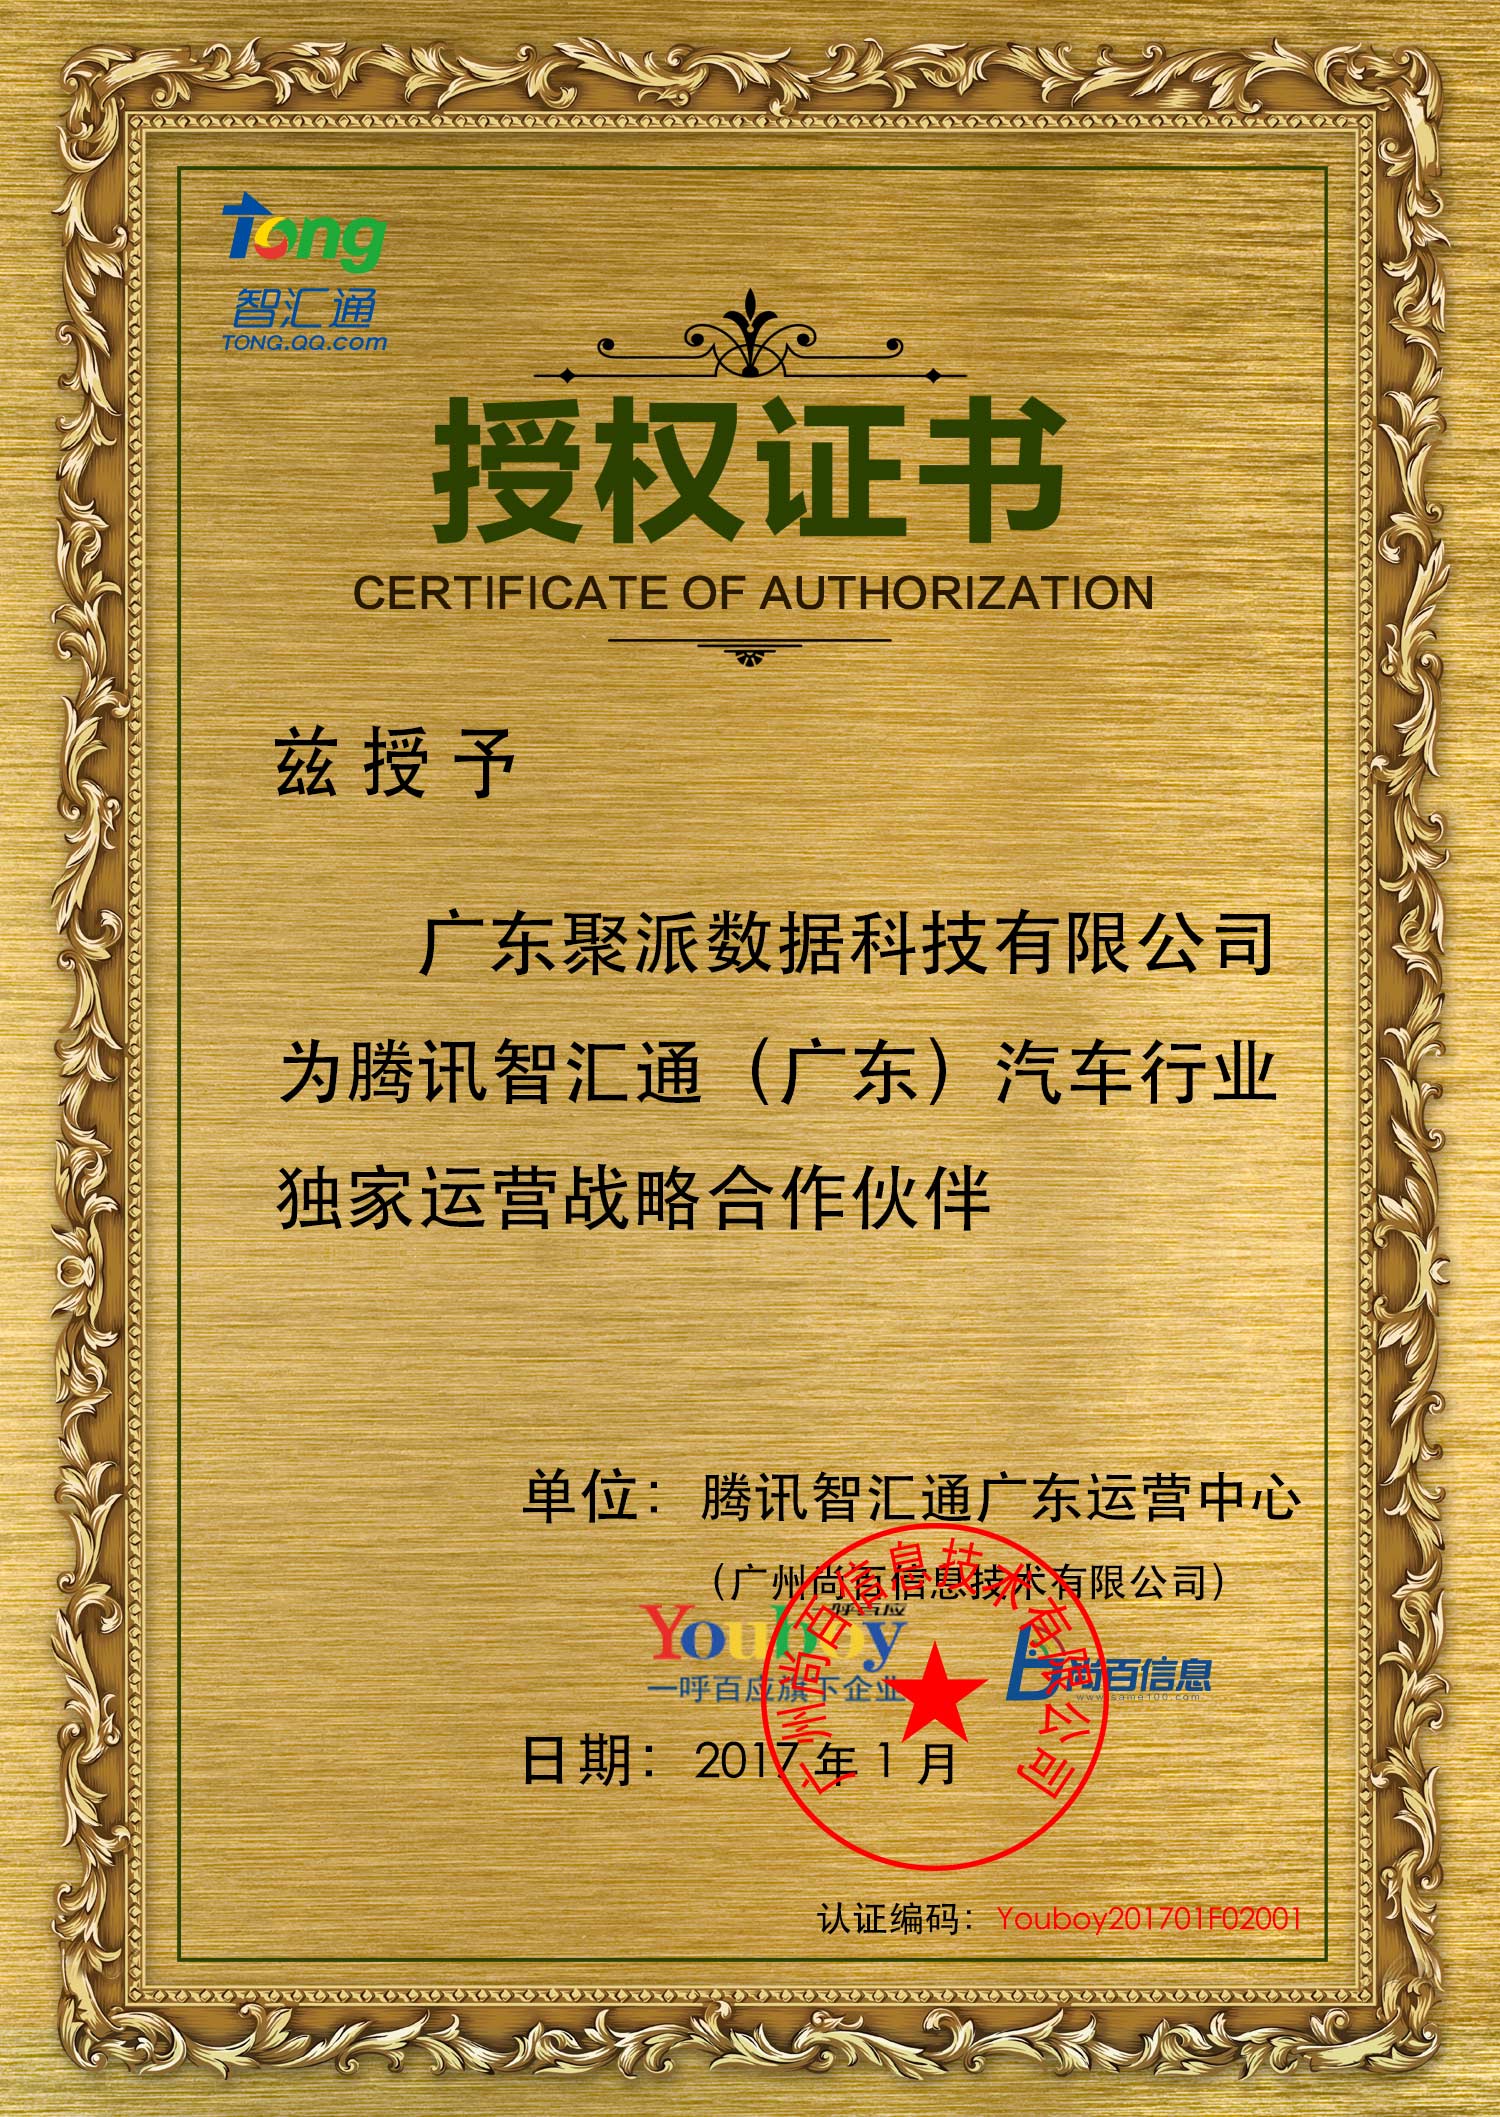 Tong
智汇通
TONG.QQ.com
授权证书
CERTIFICATE OF AUTHORIZATION
兹授予
广东聚派数据科技有限公司
为腾讯智汇通（广东）汽车行业
独家运营战略合作伙伴
单位：腾讯智汇通广东运营中心
（广州尚百信息技术有限公司）
广州尚百信息技术有限公司
一呼百应
Youboy
一呼百应旗下企业
尚百信息
www.same100.com
日期：2017年1月
认证编码：Youboy201701F02001